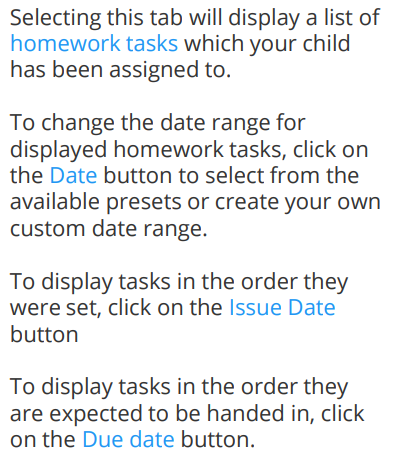 Selecting this tab will display a list of
homework tasks which your child
has been assigned to.
To change the date range for
displayed homework tasks, click on
the Date button to select from the
available presets or create your own
custom date range.
To display tasks in the order they
were set, click on the Issue Date
button
To display tasks in the order they
are expected to be handed in, click
on the Due date button.